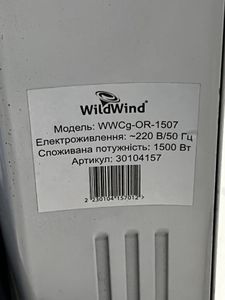 WildWind®
Модель: WWCg-OR-1507
Електроживлення: ~220 В/50 Гц
Споживана потужність: 1500 Вт
Артикул: 30104157
2 230104 157012 >